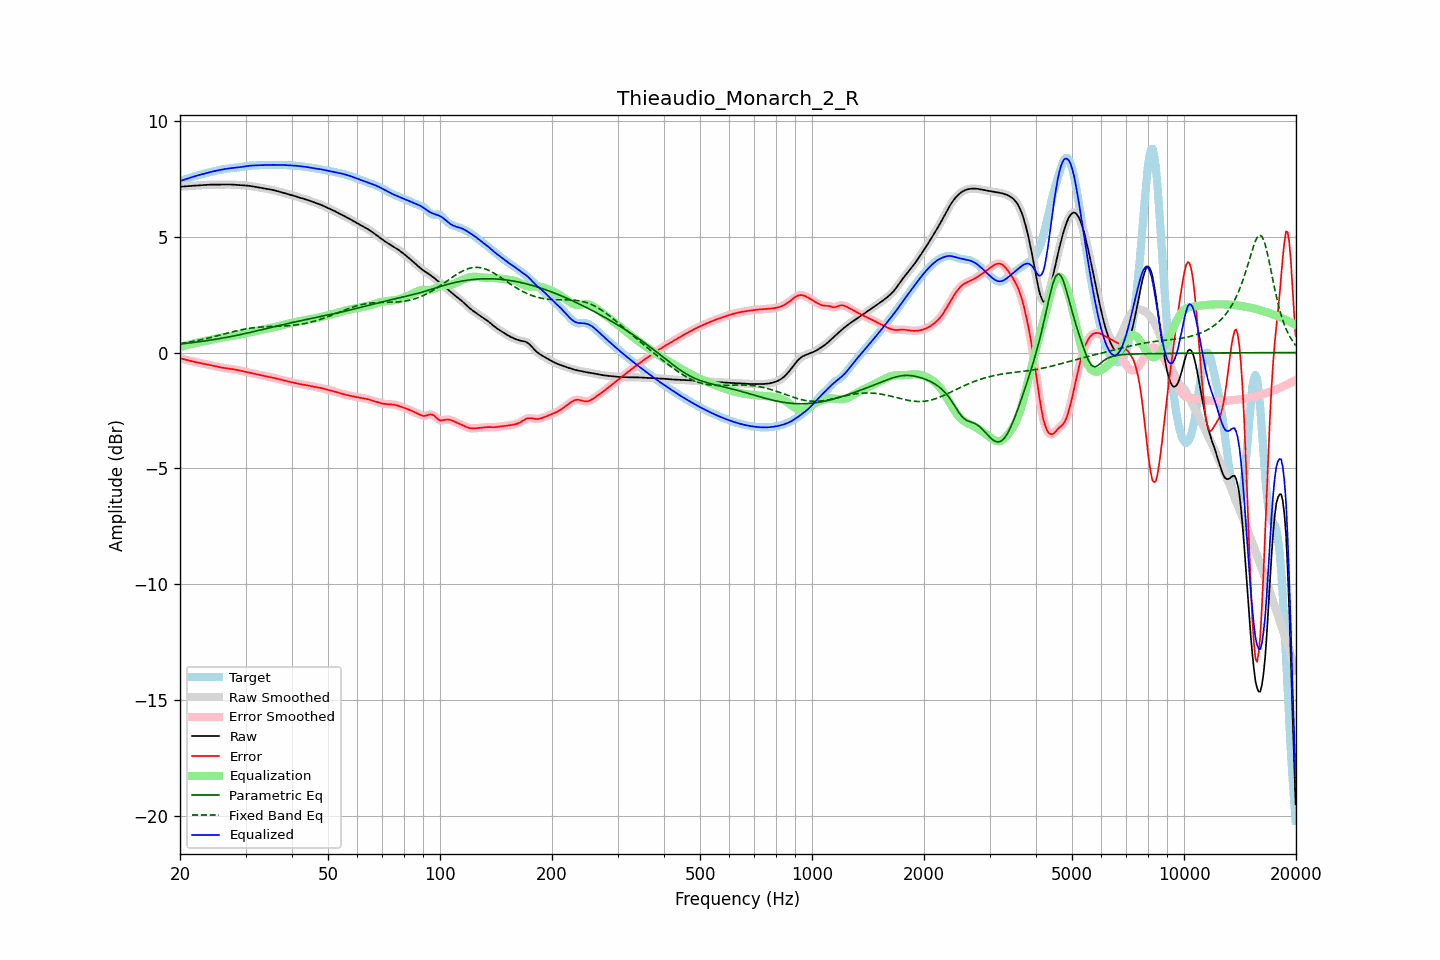 Thieaudio_Monarch_2_R
10
5
0
−5
−10
−15
−20
Amplitude (dBr)
Target
Raw Smoothed
Error Smoothed
Raw
Error
Equalization
Parametric Eq
Fixed Band Eq
Equalized
20 50 100 200 500 1000 2000 5000 10000 20000
Frequency (Hz)